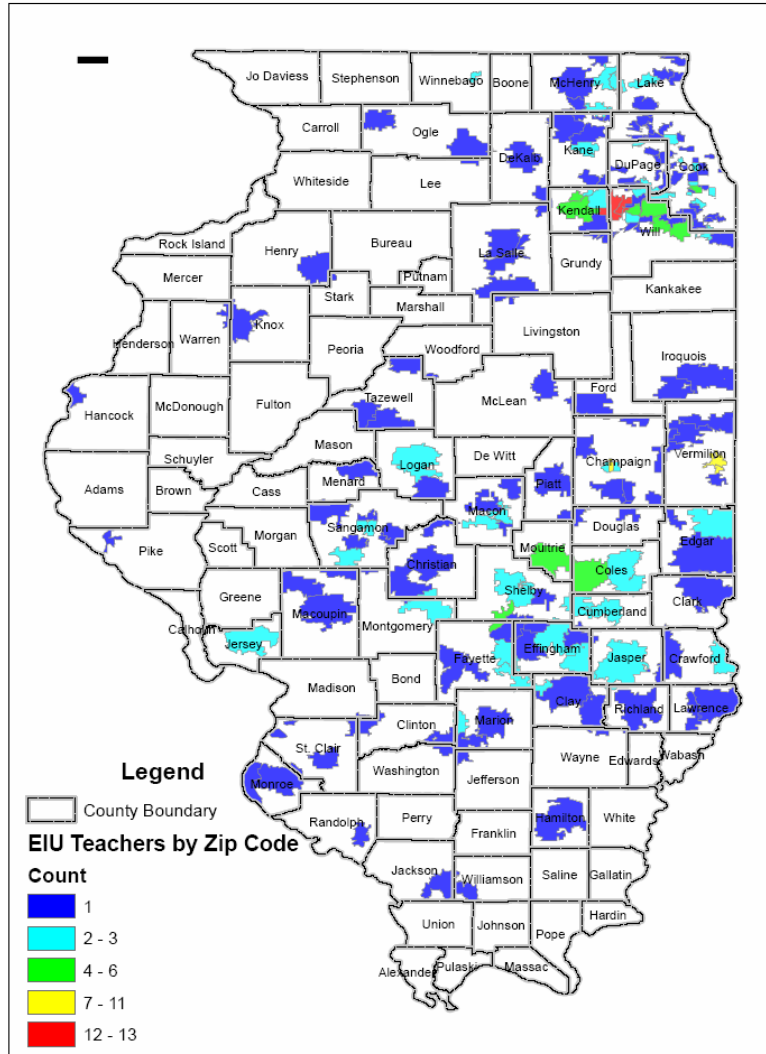 Jo Daviess
Stephenson
Winnebago
Boone
McHenry
Lake
Carroll
Ogle
DeKalb
Kane
DuPage
Cook
Whiteside
Lee
Kendall
Will
Rock Island
Henry
Bureau
La Salle
Grundy
Mercer
Putnam
Kankakee
Stark
Marshall
Henderson
Warren
Knox
Peoria
Woodford
Livingston
Iroquois
Hancock
McDonough
Fulton
Tazewell
McLean
Ford
Schuyler
Mason
Logan
De Witt
Champaign
Vermilion
Adams
Brown
Cass
Menard
Macon
Piatt
Pike
Scott
Morgan
Sangamon
Christian
Moultrie
Douglas
Edgar
Coles
Greene
Macoupin
Shelby
Cumberland
Clark
Calhoun
Jersey
Montgomery
Fayette
Effingham
Jasper
Crawford
Madison
Bond
Clay
Richland
Lawrence
St. Clair
Clinton
Marion
Wayne
Edwards
Wabash
Monroe
Washington
Jefferson
Randolph
Perry
Franklin
Hamilton
White
Jackson
Williamson
Saline
Gallatin
Union
Johnson
Pope
Hardin
Alexander
Pulaski
Massac
Legend
County Boundary
EIU Teachers by Zip Code
Count
1
2 - 3
4 - 6
7 - 11
12 - 13